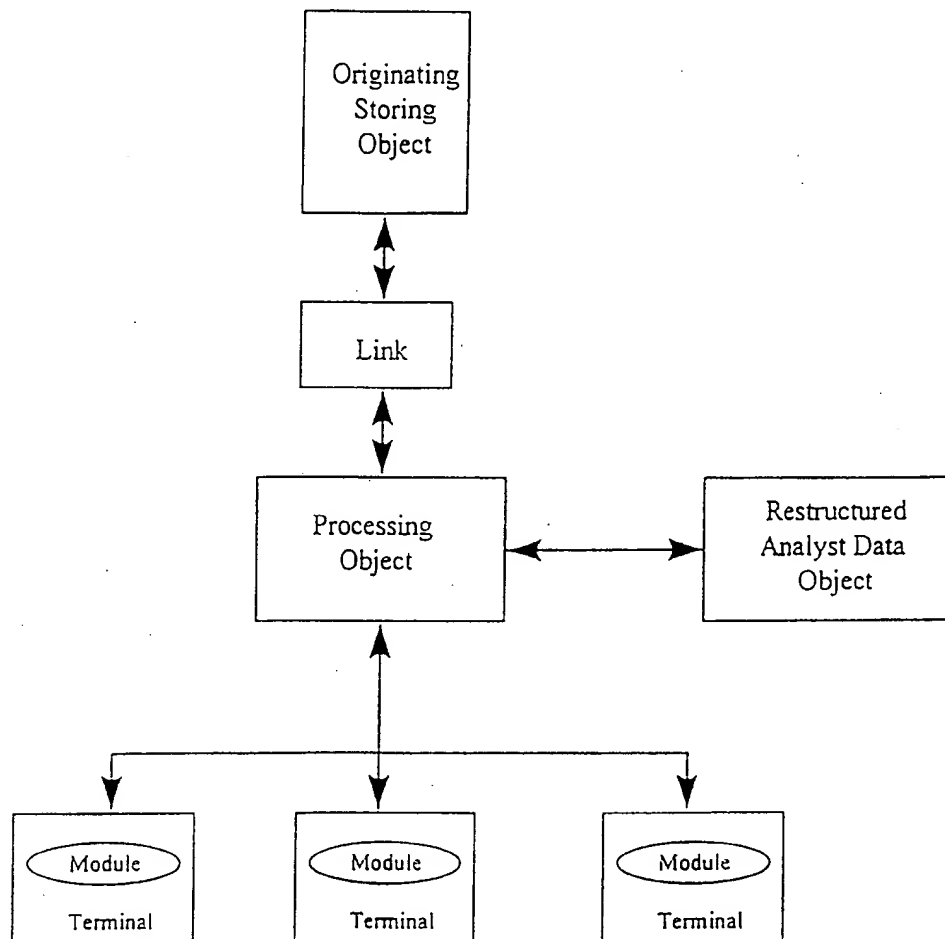 Originating
Storing
Object
Link
Processing
Object
Restructured
Analyst Data
Object
Module
Terminal
Module
Terminal
Module
Terminal